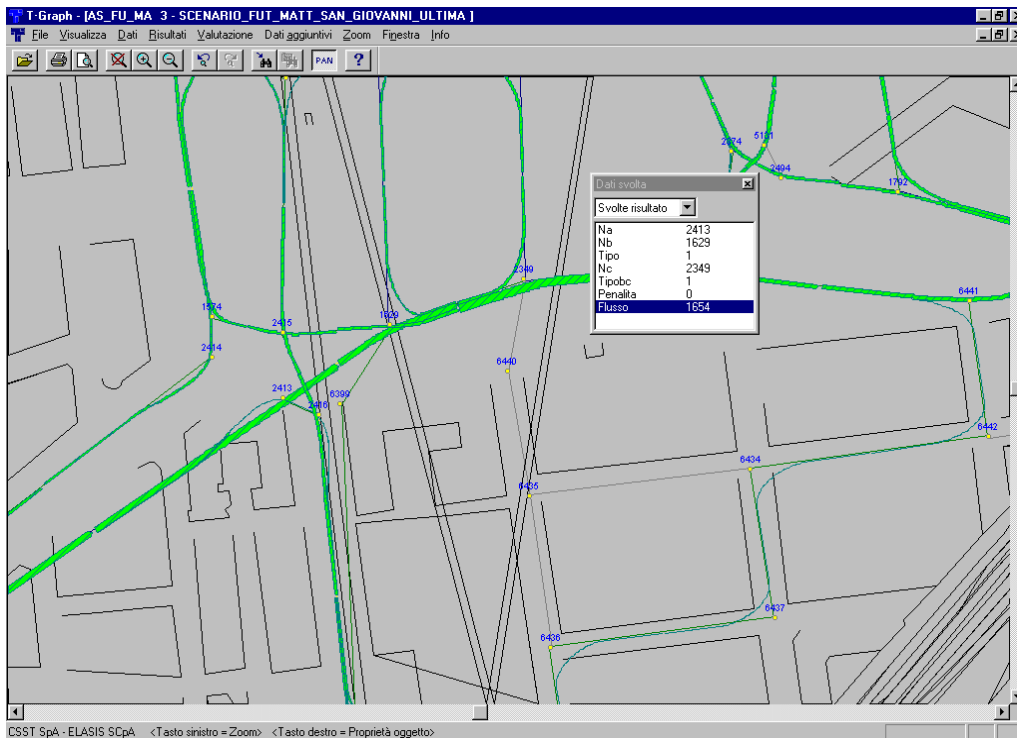 T·Graph - [AS_FU_MA 3 - SCENARIO_FUT_MATT_SAN_GIOVANNI_ULTIMA ]
File Visualizza Dati Risultati Valutazione Dati aggiuntivi Zoom Finestra Info
PAN ?
2374 5131
2494
1792
Dati svolta
Svolte risultato
Na 2413
Nb 1629
Tipo 1
Nc 2349
Tipobc 1
Penalita 0
Flusso 1654
2349
6441
1574
2415
1629
2414
6440
2413
6399
2416
6442
6434
6435
6437
6436
CSST SpA - ELASIS SCpA <Tasto sinistro = Zoom> <Tasto destro = Proprietà oggetto>